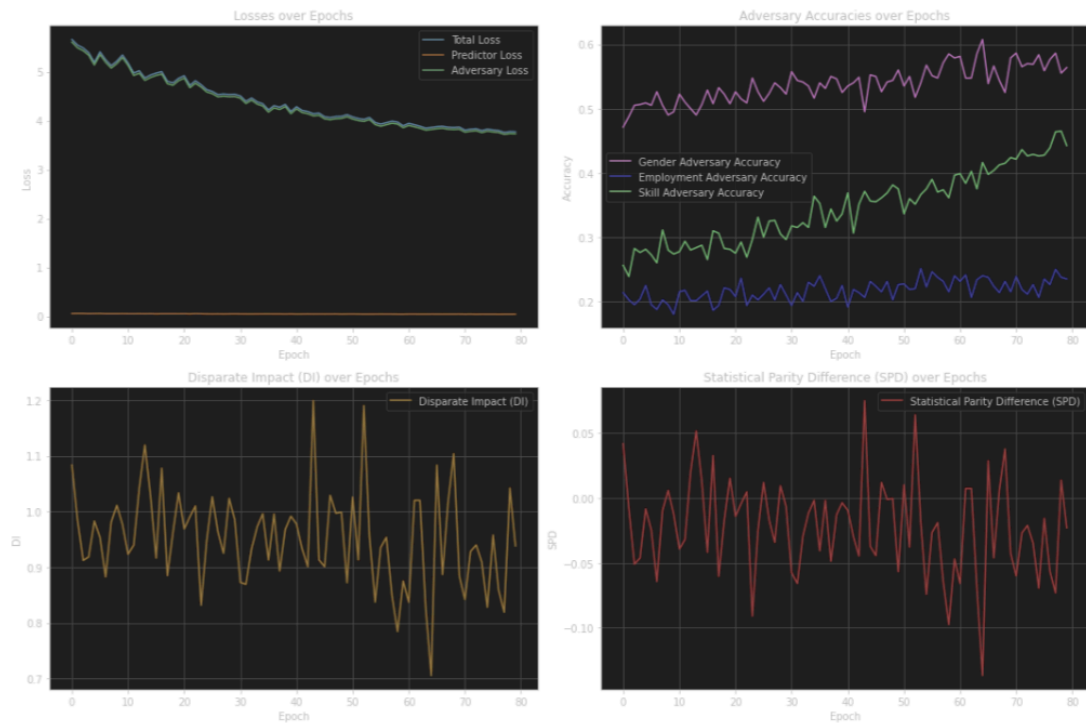 Losses over Epochs
Total Loss
Predictor Loss
Adversary Loss
5
4
3
2
1
0
Loss
0 10 20 30 40 50 60 70 80
Epoch
Adversary Accuracies over Epochs
0.6
0.5
0.4
0.3
0.2
Accuracy
Gender Adversary Accuracy
Employment Adversary Accuracy
Skill Adversary Accuracy
0 10 20 30 40 50 60 70 80
Epoch
Disparate Impact (DI) over Epochs
Disparate Impact (DI)
1.2
1.1
1.0
0.9
0.8
0.7
DI
0 10 20 30 40 50 60 70 80
Epoch
Statistical Parity Difference (SPD) over Epochs
Statistical Parity Difference (SPD)
0.05
0.00
−0.05
−0.10
SPD
0 10 20 30 40 50 60 70 80
Epoch